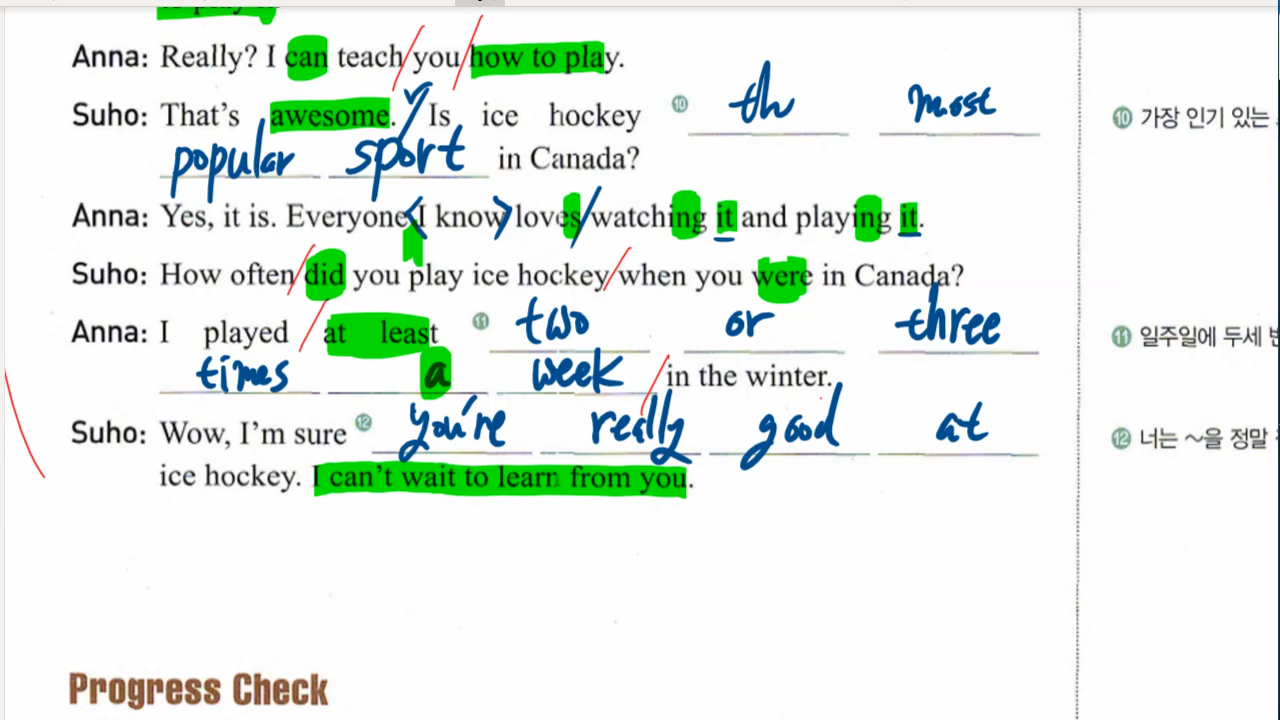 Anna: Really? I can teach you how to play.
Suho: That's awesome. Is ice hockey ⑩ th most
popular sport in Canada?
Anna: Yes, it is. Everyone I know loves watching it and playing it.
Suho: How often did you play ice hockey when you were in Canada?
Anna: I played at least ⑪ two or three
times a week in the winter.
Suho: Wow, I'm sure ⑫ you're really good at
ice hockey. I can't wait to learn from you.
Progress Check
⑩ 가장 인기 있는
⑪ 일주일에 두세
⑫ 너는 ~을 정말